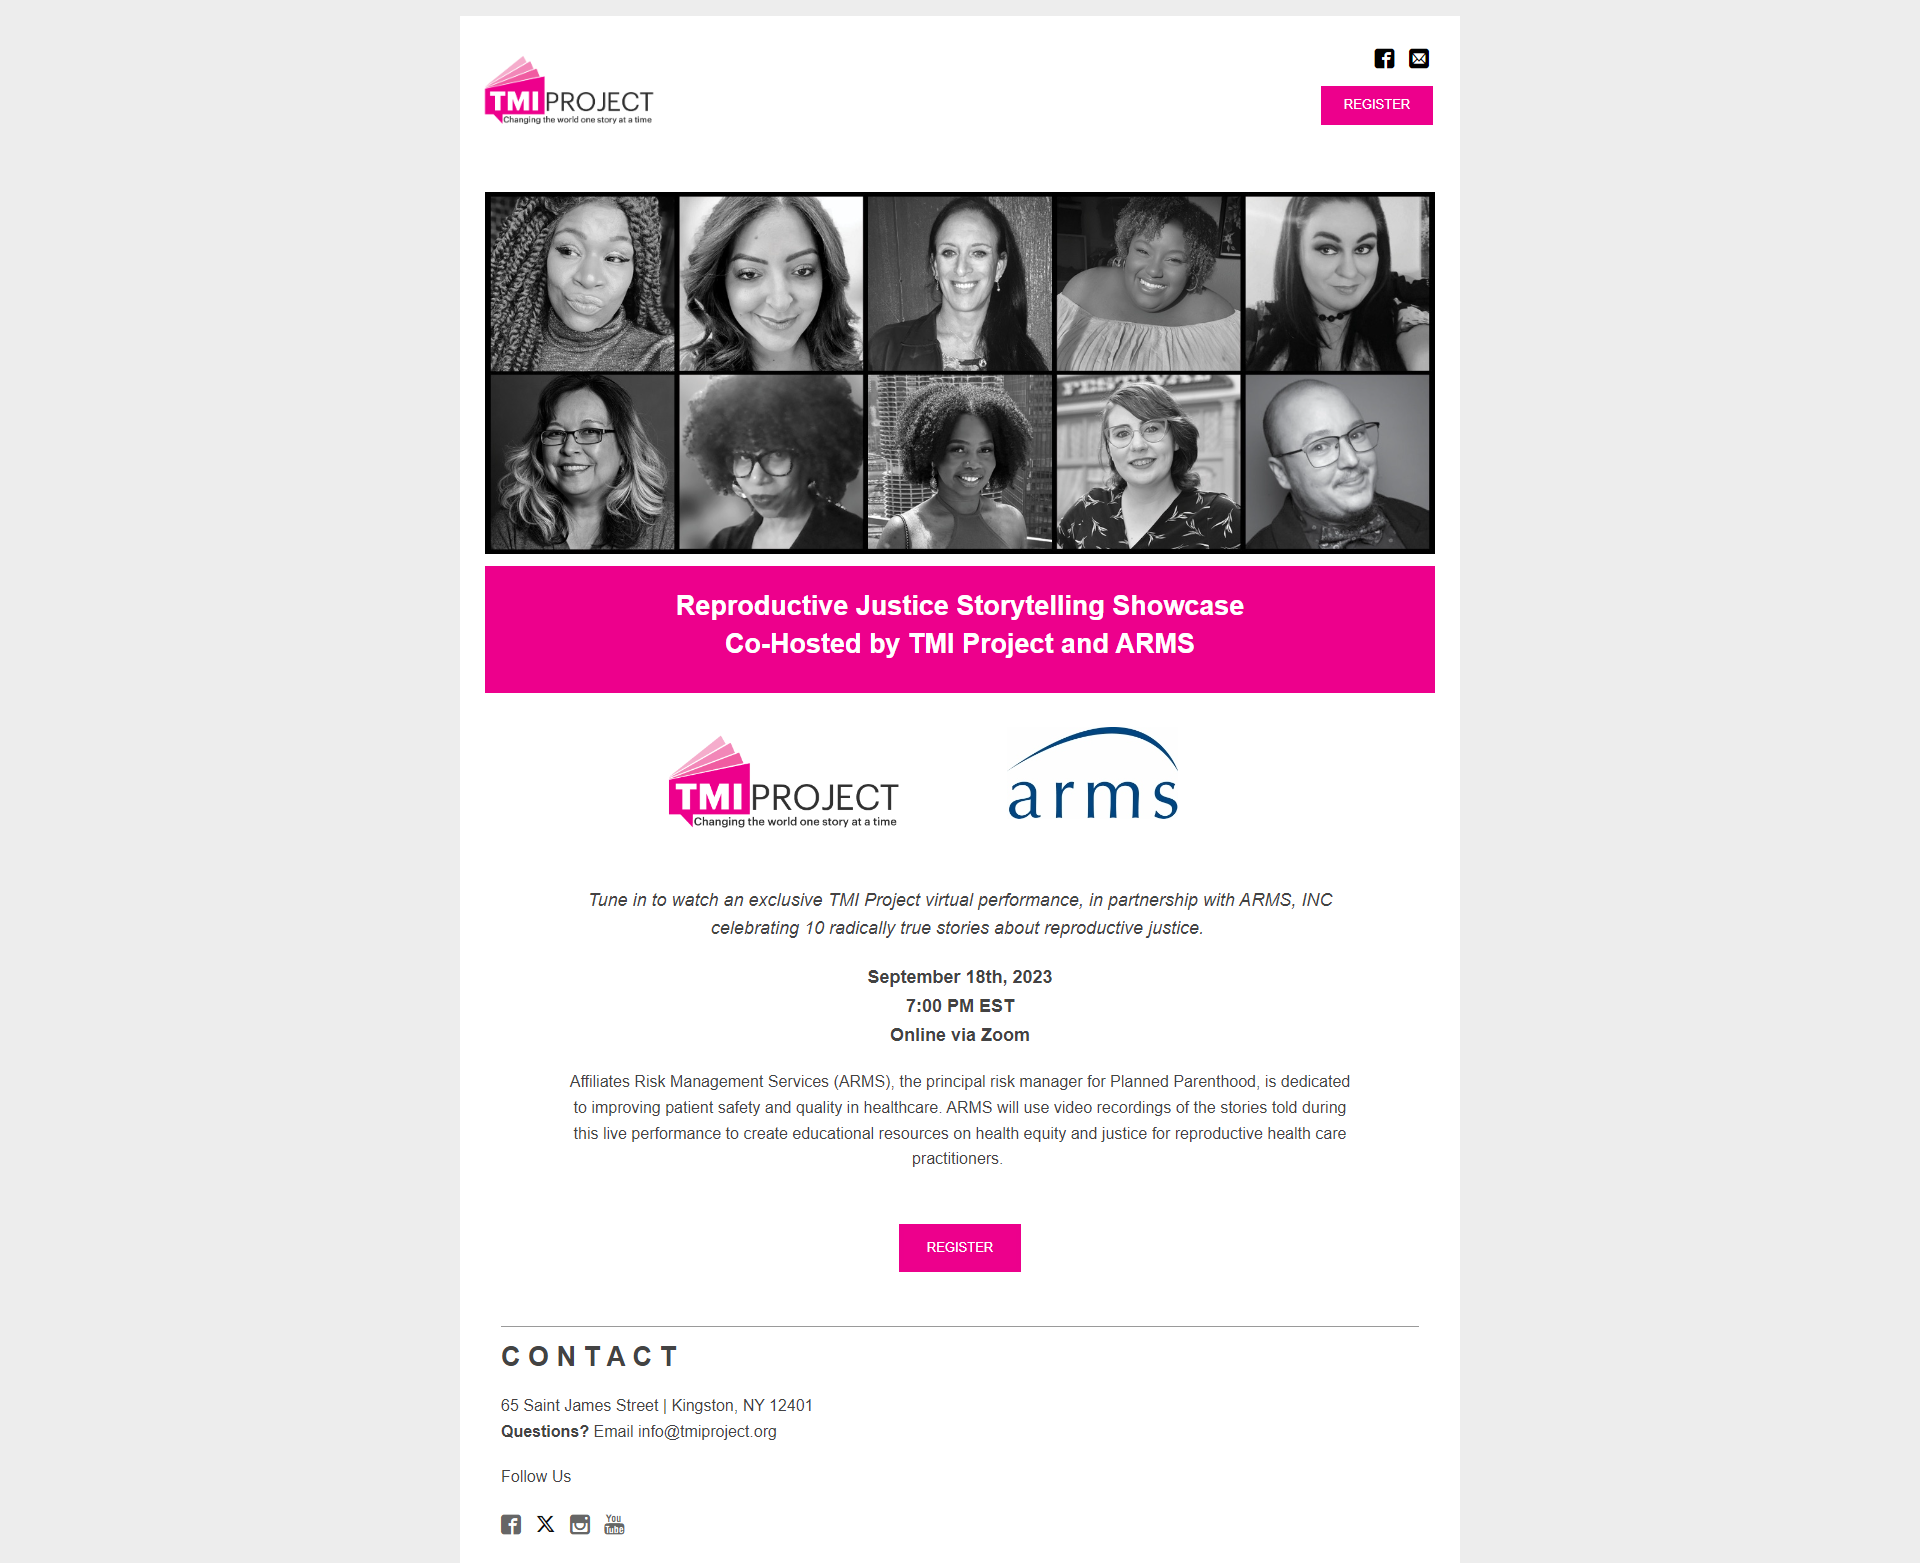 TMI PROJECT
Changing the world one story at a time
REGISTER
FESTIVAL
Reproductive Justice Storytelling Showcase
Co-Hosted by TMI Project and ARMS
TMI PROJECT
Changing the world one story at a time
arms
Tune in to watch an exclusive TMI Project virtual performance, in partnership with ARMS, INC
celebrating 10 radically true stories about reproductive justice.
September 18th, 2023
7:00 PM EST
Online via Zoom
Affiliates Risk Management Services (ARMS), the principal risk manager for Planned Parenthood, is dedicated
to improving patient safety and quality in healthcare. ARMS will use video recordings of the stories told during
this live performance to create educational resources on health equity and justice for reproductive health care
practitioners.
REGISTER
CONTACT
65 Saint James Street | Kingston, NY 12401
Questions? Email info@tmiproject.org
Follow Us
You
Tube